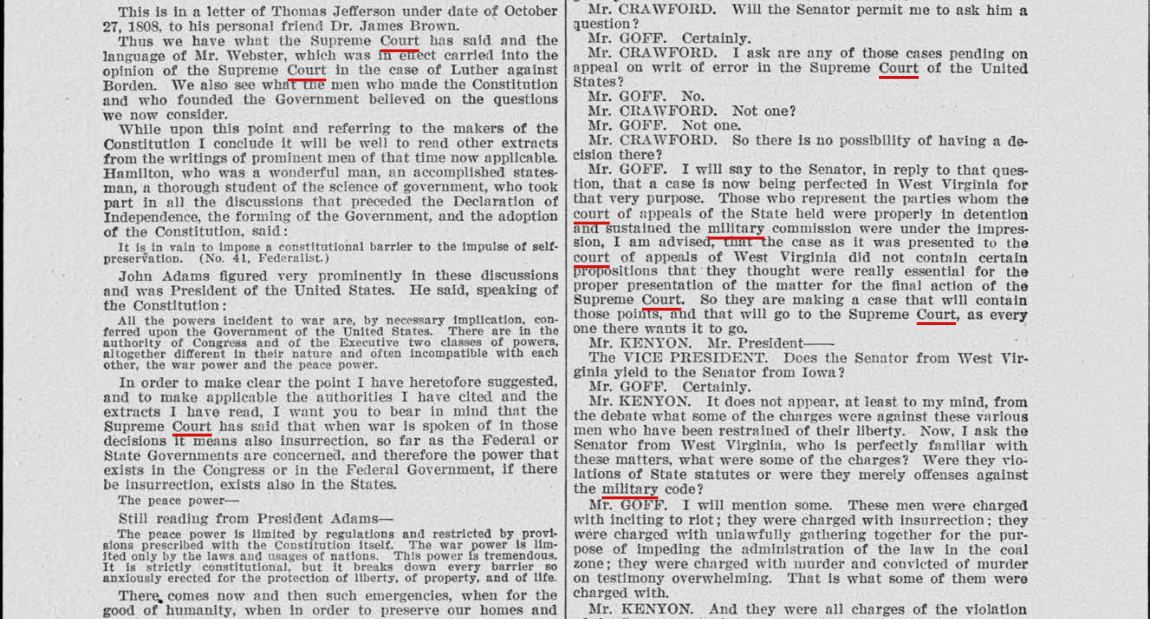 This is in a letter of Thomas Jefferson under date of October
27, 1808, to his personal friend Dr. James Brown.
Thus we have what the Supreme Court has said and the
language of Mr. Webster, which was in effect carried into the
opinion of the Supreme Court in the case of Luther against
Borden. We also see what the men who made the Constitution
and who founded the Government believed on the questions
we now consider.
While upon this point and referring to the makers of the
Constitution I conclude it will be well to read other extracts
from the writings of prominent men of that time now applicable.
Hamilton, who was a wonderful man, an accomplished states-
man, a thorough student of the science of government, who took
part in all the discussions that preceded the Declaration of
Independence, the forming of the Government, and the adoption
of the Constitution, said:
It is in vain to impose a constitutional barrier to the impulse of self-
preservation. (No. 41, Federalist.)
John Adams figured very prominently in these discussions
and was President of the United States. He said, speaking of
the Constitution:
All the powers incident to war are, by necessary implication, con-
ferred upon the Government of the United States. There are in the
authority of Congress and of the Executive two classes of powers,
altogether different in their nature and often incompatible with each
other, the war power and the peace power.
In order to make clear the point I have heretofore suggested,
and to make applicable the authorities I have cited and the
extracts I have read, I want you to bear in mind that the
Supreme Court has said that when war is spoken of in those
decisions it means also insurrection, so far as the Federal or
State Governments are concerned, and therefore the power that
exists in the Congress or in the Federal Government, if there
be insurrection, exists also in the States.
The peace power—
Still reading from President Adams—
The peace power is limited by regulations and restricted by provi-
sions prescribed with the Constitution itself. The war power is lim-
ited only by the laws and usages of nations. This power is tremendous.
It is strictly constitutional, but it breaks down every barrier so
anxiously erected for the protection of liberty, of property, and of life.
There comes now and then such emergencies, when for the
good of humanity, when in order to preserve our homes and
Mr. CRAWFORD. Will the Senator permit me to ask him a
question?
Mr. GOFF. Certainly.
Mr. CRAWFORD. I ask are any of those cases pending on
appeal on writ of error in the Supreme Court of the United
States?
Mr. GOFF. No.
Mr. CRAWFORD. Not one?
Mr. GOFF. Not one.
Mr. CRAWFORD. So there is no possibility of having a de-
cision there?
Mr. GOFF. I will say to the Senator, in reply to that ques-
tion, that a case is now being perfected in West Virginia for
that very purpose. Those who represent the parties whom the
court of appeals of the State held were properly in detention
and sustained the military commission were under the impres-
sion, I am advised, that the case as it was presented to the
court of appeals of West Virginia did not contain certain
propositions that they thought were really essential for the
proper presentation of the matter for the final action of the
Supreme Court. So they are making a case that will contain
those points, and that will go to the Supreme Court, as every
one there wants it to go.
Mr. KENYON. Mr. President——
The VICE PRESIDENT. Does the Senator from West Vir-
ginia yield to the Senator from Iowa?
Mr. GOFF. Certainly.
Mr. KENYON. It does not appear, at least to my mind, from
the debate what some of the charges were against these various
men who have been restrained of their liberty. Now, I ask the
Senator from West Virginia, who is perfectly familiar with
these matters, what were some of the charges? Were they vio-
lations of State statutes or were they merely offenses against
the military code?
Mr. GOFF. I will mention some. These men were charged
with inciting to riot; they were charged with insurrection; they
were charged with unlawfully gathering together for the pur-
pose of impeding the administration of the law in the coal
zone; they were charged with murder and convicted of murder
on testimony overwhelming. That is what some of them were
charged with.
Mr. KENYON. And they were all charges of the violation